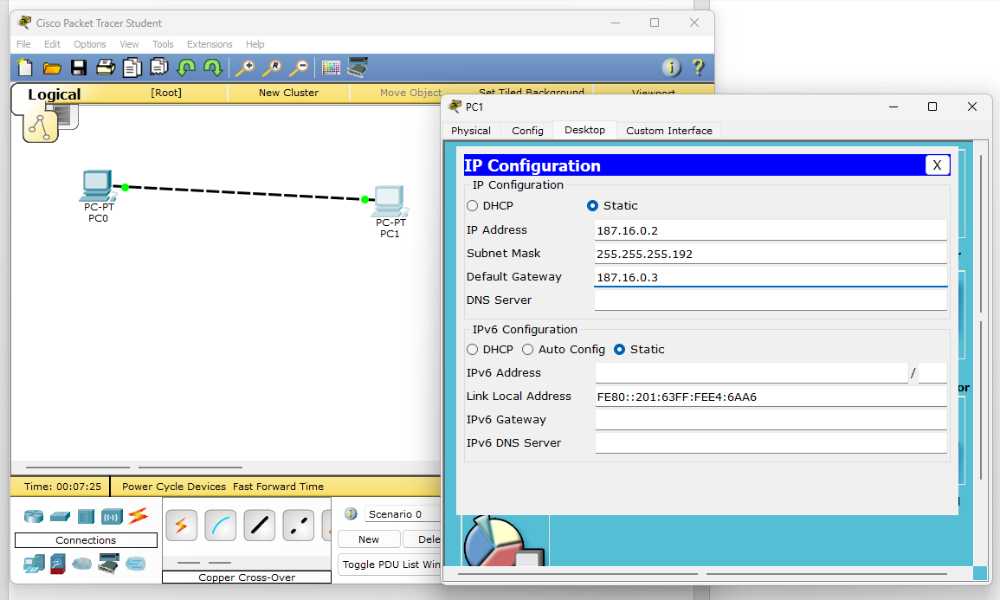 Cisco Packet Tracer Student
File Edit Options View Tools Extensions Help
Logical [Root] New Cluster Move Object Set Tiled Background Viewport
PC-PT
PC0
PC-PT
PC1
Time: 00:07:25 Power Cycle Devices Fast Forward Time
Connections
Copper Cross-Over
Scenario 0
New Dele
Toggle PDU List Win
PC1
Physical Config Desktop Custom Interface
IP Configuration X
IP Configuration
DHCP Static
IP Address 187.16.0.2
Subnet Mask 255.255.255.192
Default Gateway 187.16.0.3
DNS Server
IPv6 Configuration
DHCP Auto Config Static
IPv6 Address /
Link Local Address FE80::201:63FF:FEE4:6AA6
IPv6 Gateway
IPv6 DNS Server
or